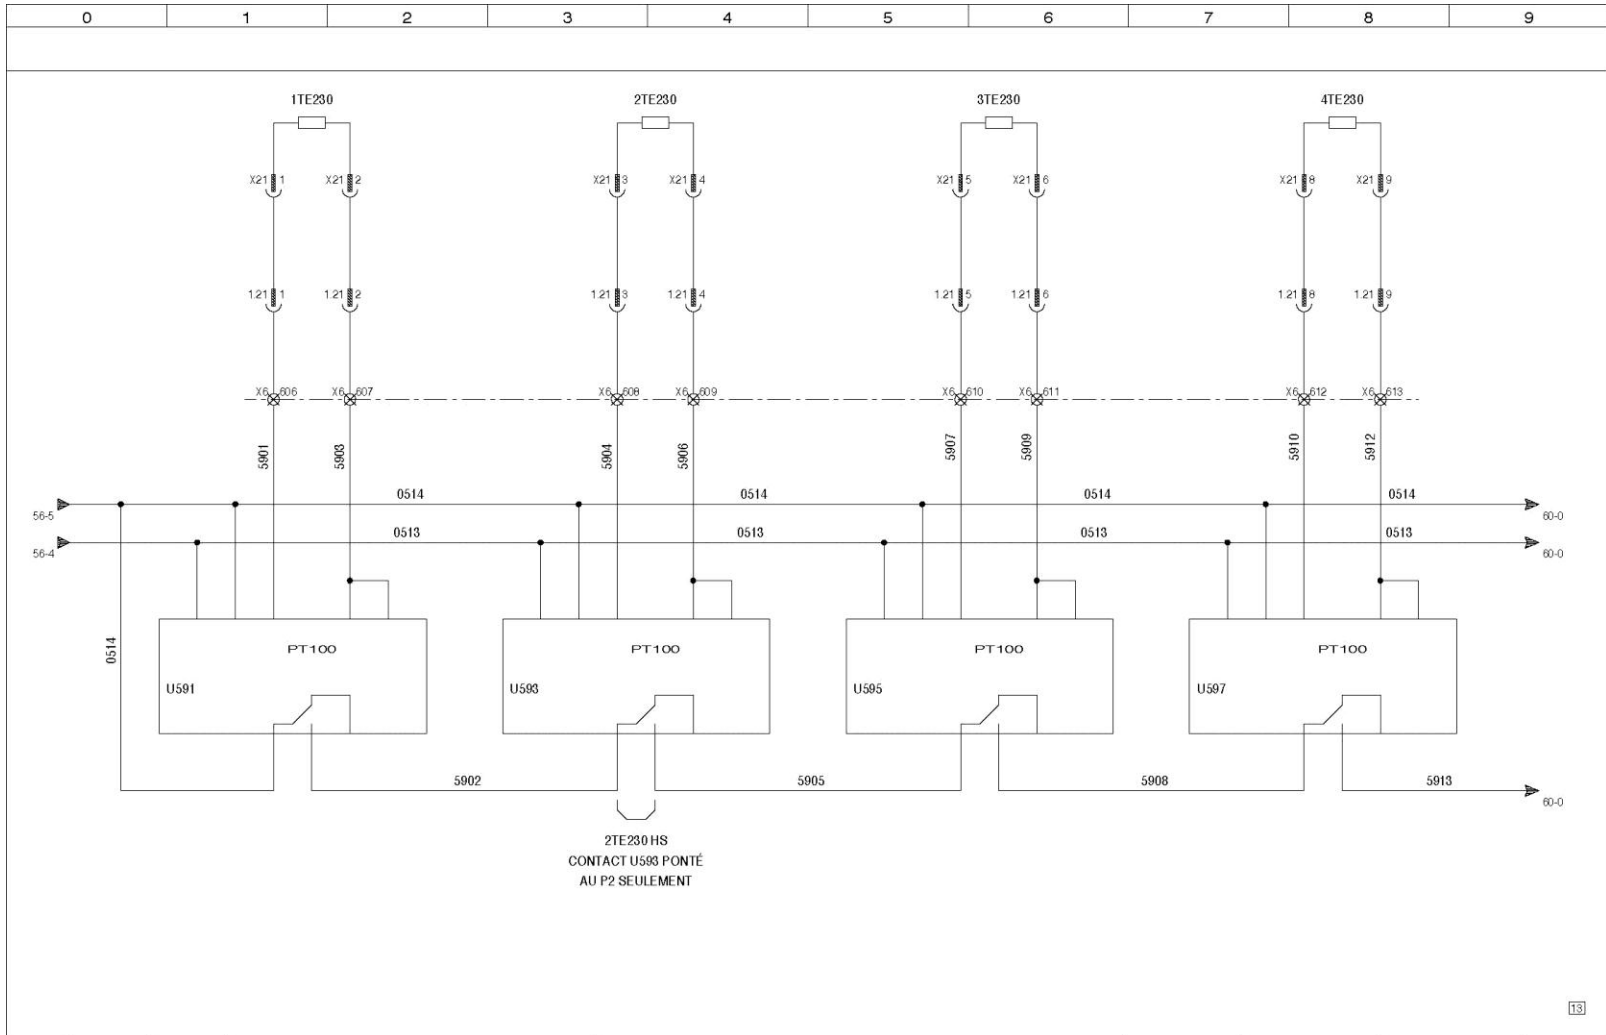 0 1 2 3 4 5 6 7 8 9
1TE230 2TE230 3TE230 4TE230
X21 1 X21 2 X21 3 X21 4 X21 5 X21 6 X21 8 X21 9
1.21 1 1.21 2 1.21 3 1.21 4 1.21 5 1.21 6 1.21 8 1.21 9
X6 606 X6 607 X6 608 X6 609 X6 610 X6 611 X6 612 X6 613
5901 5903 5904 5906 5907 5909 5910 5912
0514 0514 0514 0514
56-5 60-0
0513 0513 0513 0513
56-4 60-0
0514
PT100 PT100 PT100 PT100
U591 U593 U595 U597
5902 5905 5908 5913
60-0
2TE230 HS
CONTACT U593 PONTÉ
AU P2 SEULEMENT
13